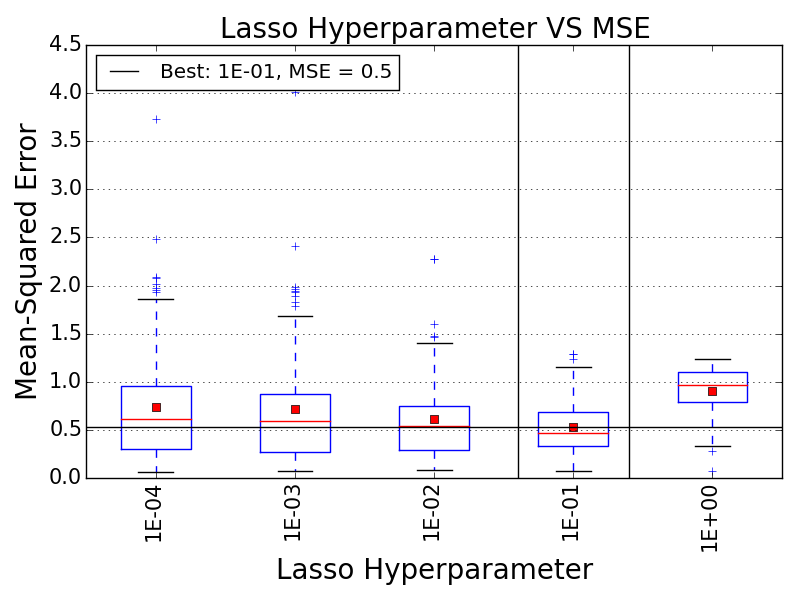 Lasso Hyperparameter VS MSE
Best: 1E-01, MSE = 0.5
Mean-Squared Error
4.5
4.0
3.5
3.0
2.5
2.0
1.5
1.0
0.5
0.0
1E-04
1E-03
1E-02
1E-01
1E+00
Lasso Hyperparameter